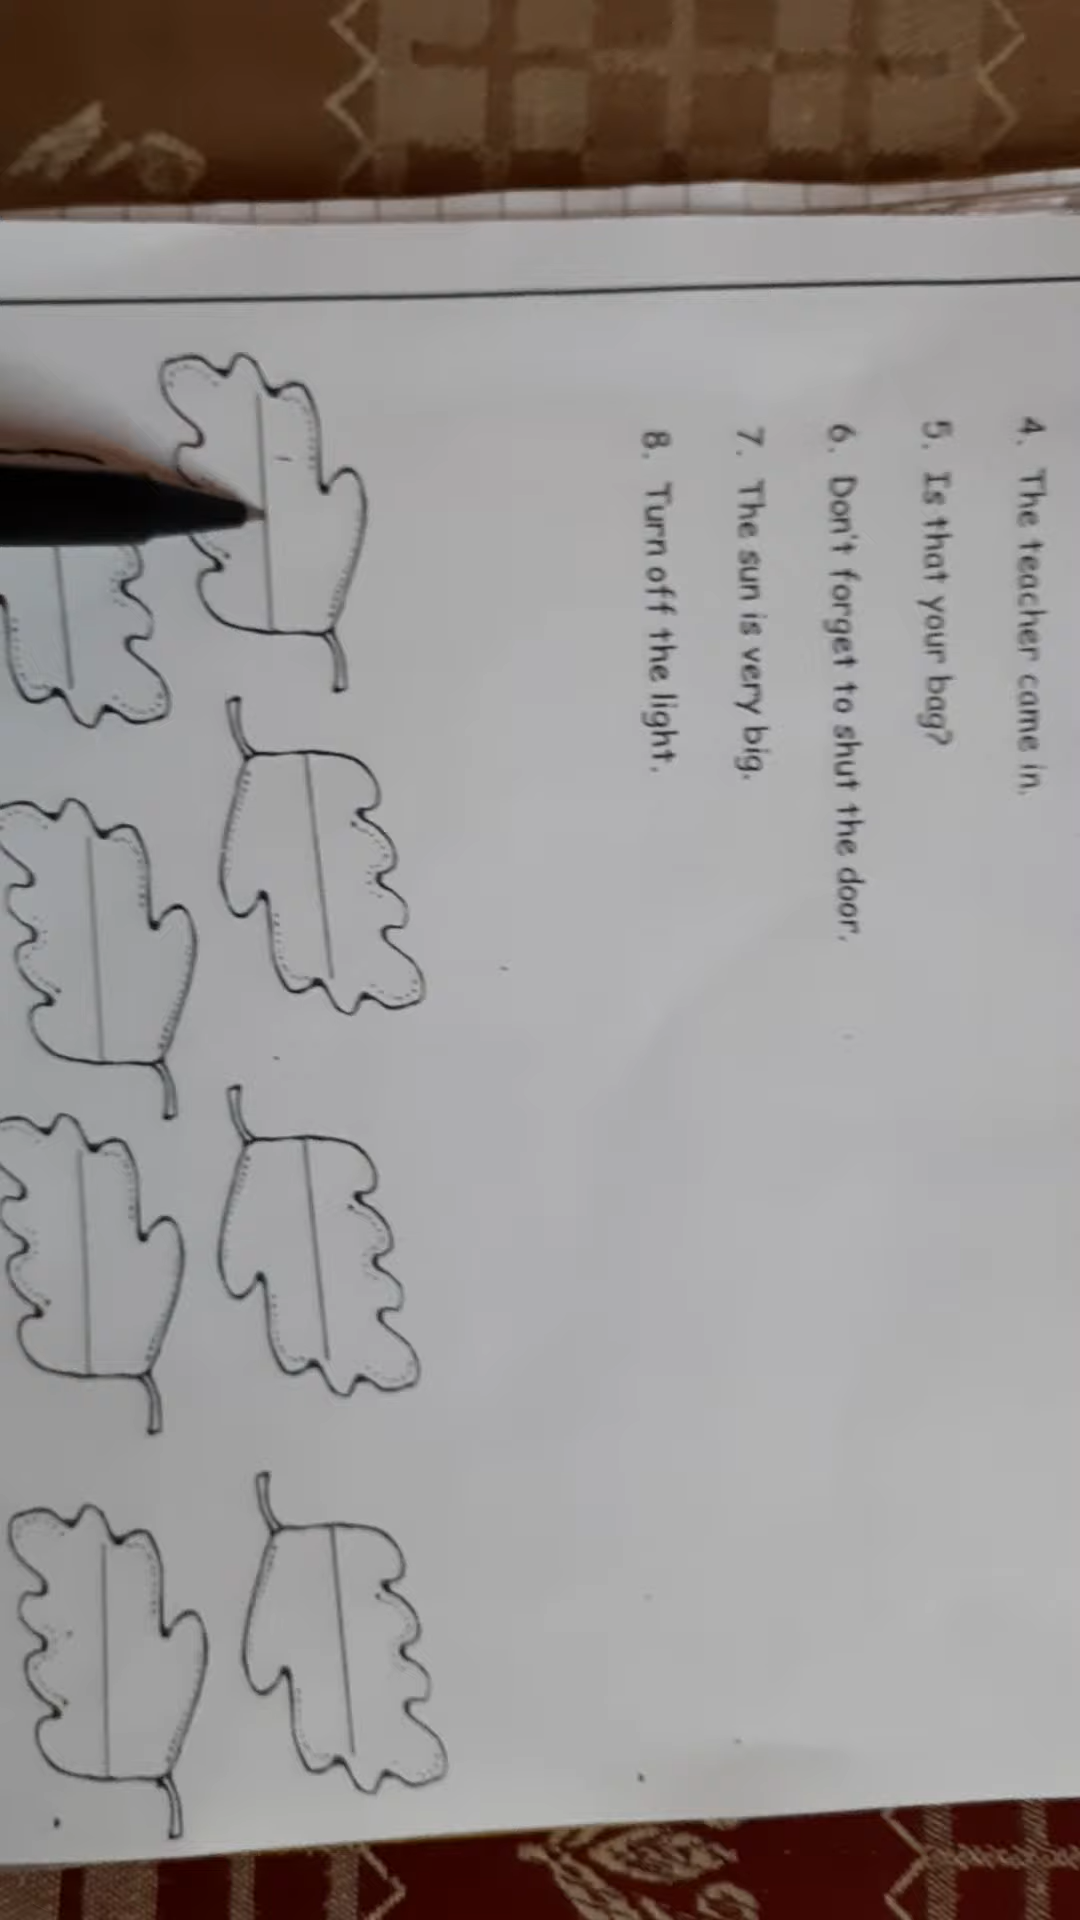 4. The teacher came in.
5. Is that your bag?
6. Don't forget to shut the door.
7. The sun is very big.
8. Turn off the light.